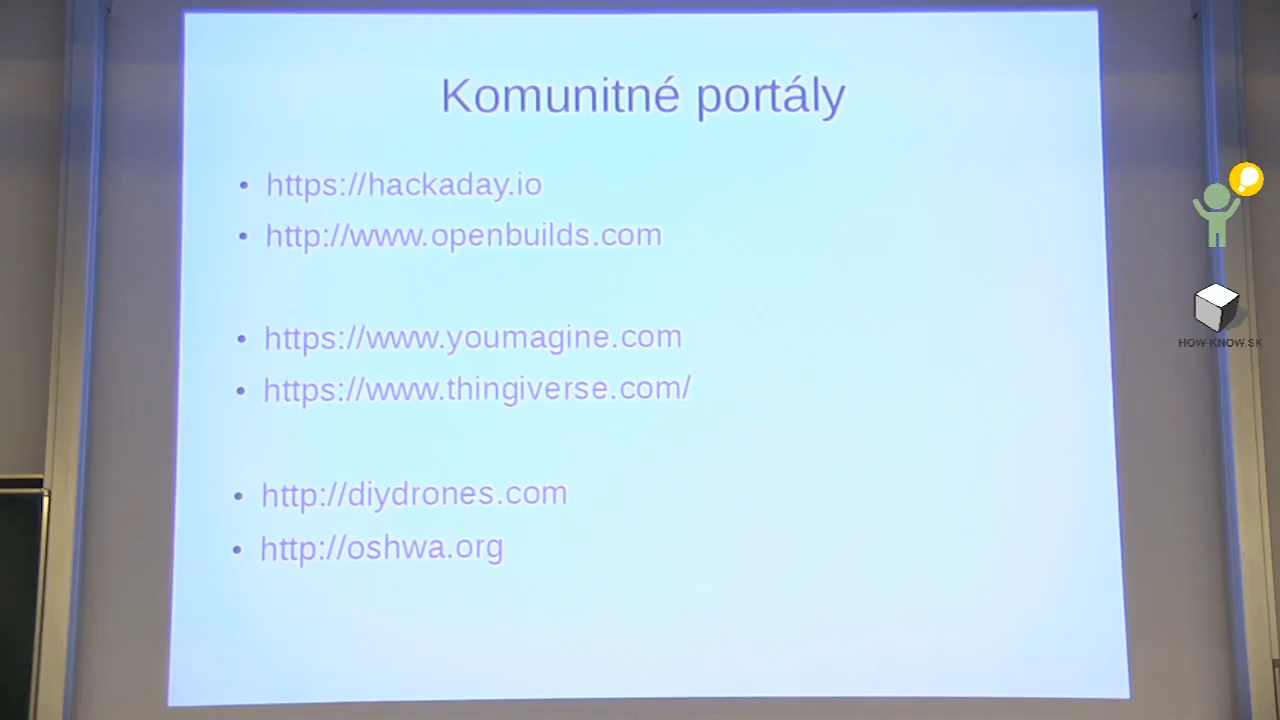 Komunitné portály
• https://hackaday.io
• http://www.openbuilds.com
• https://www.youmagine.com
• https://www.thingiverse.com/
• http://diydrones.com
• http://oshwa.org
HOW-KNOW.SK